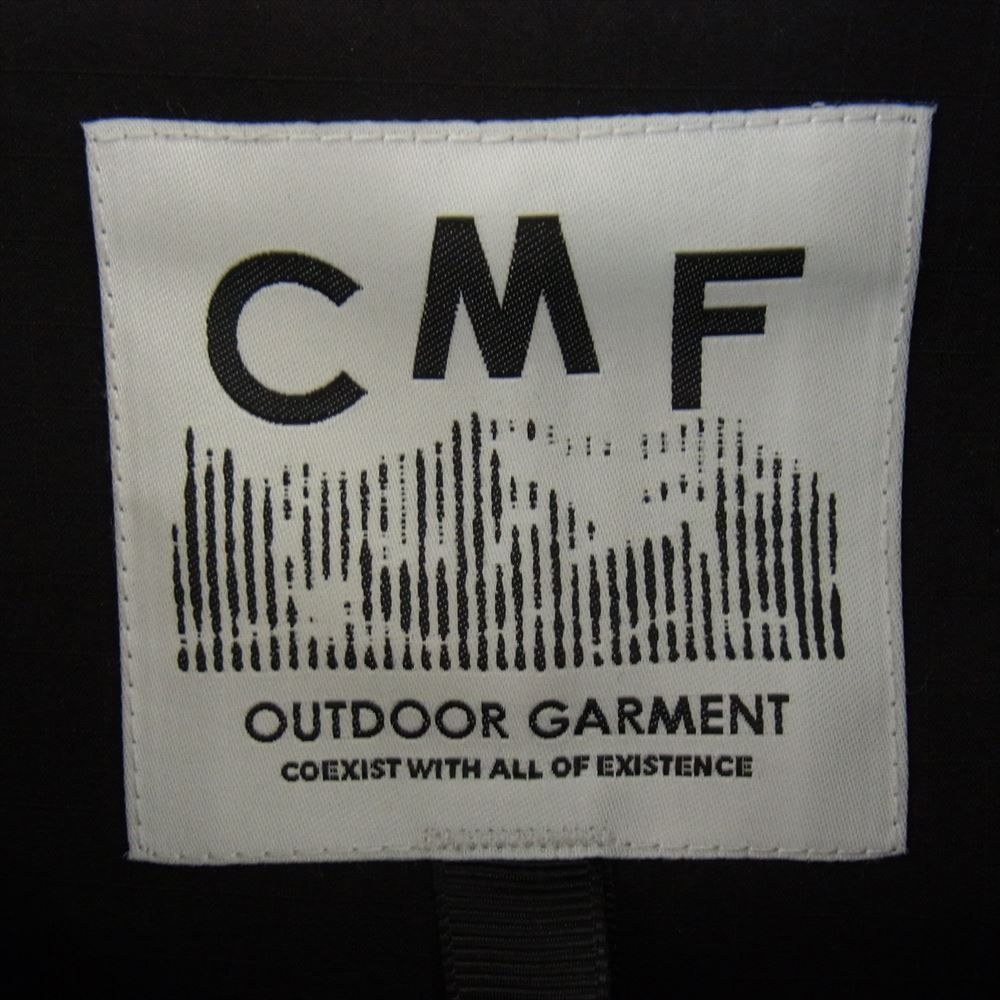 CMF
OUTDOOR GARMENT
COEXIST WITH ALL OF EXISTENCE